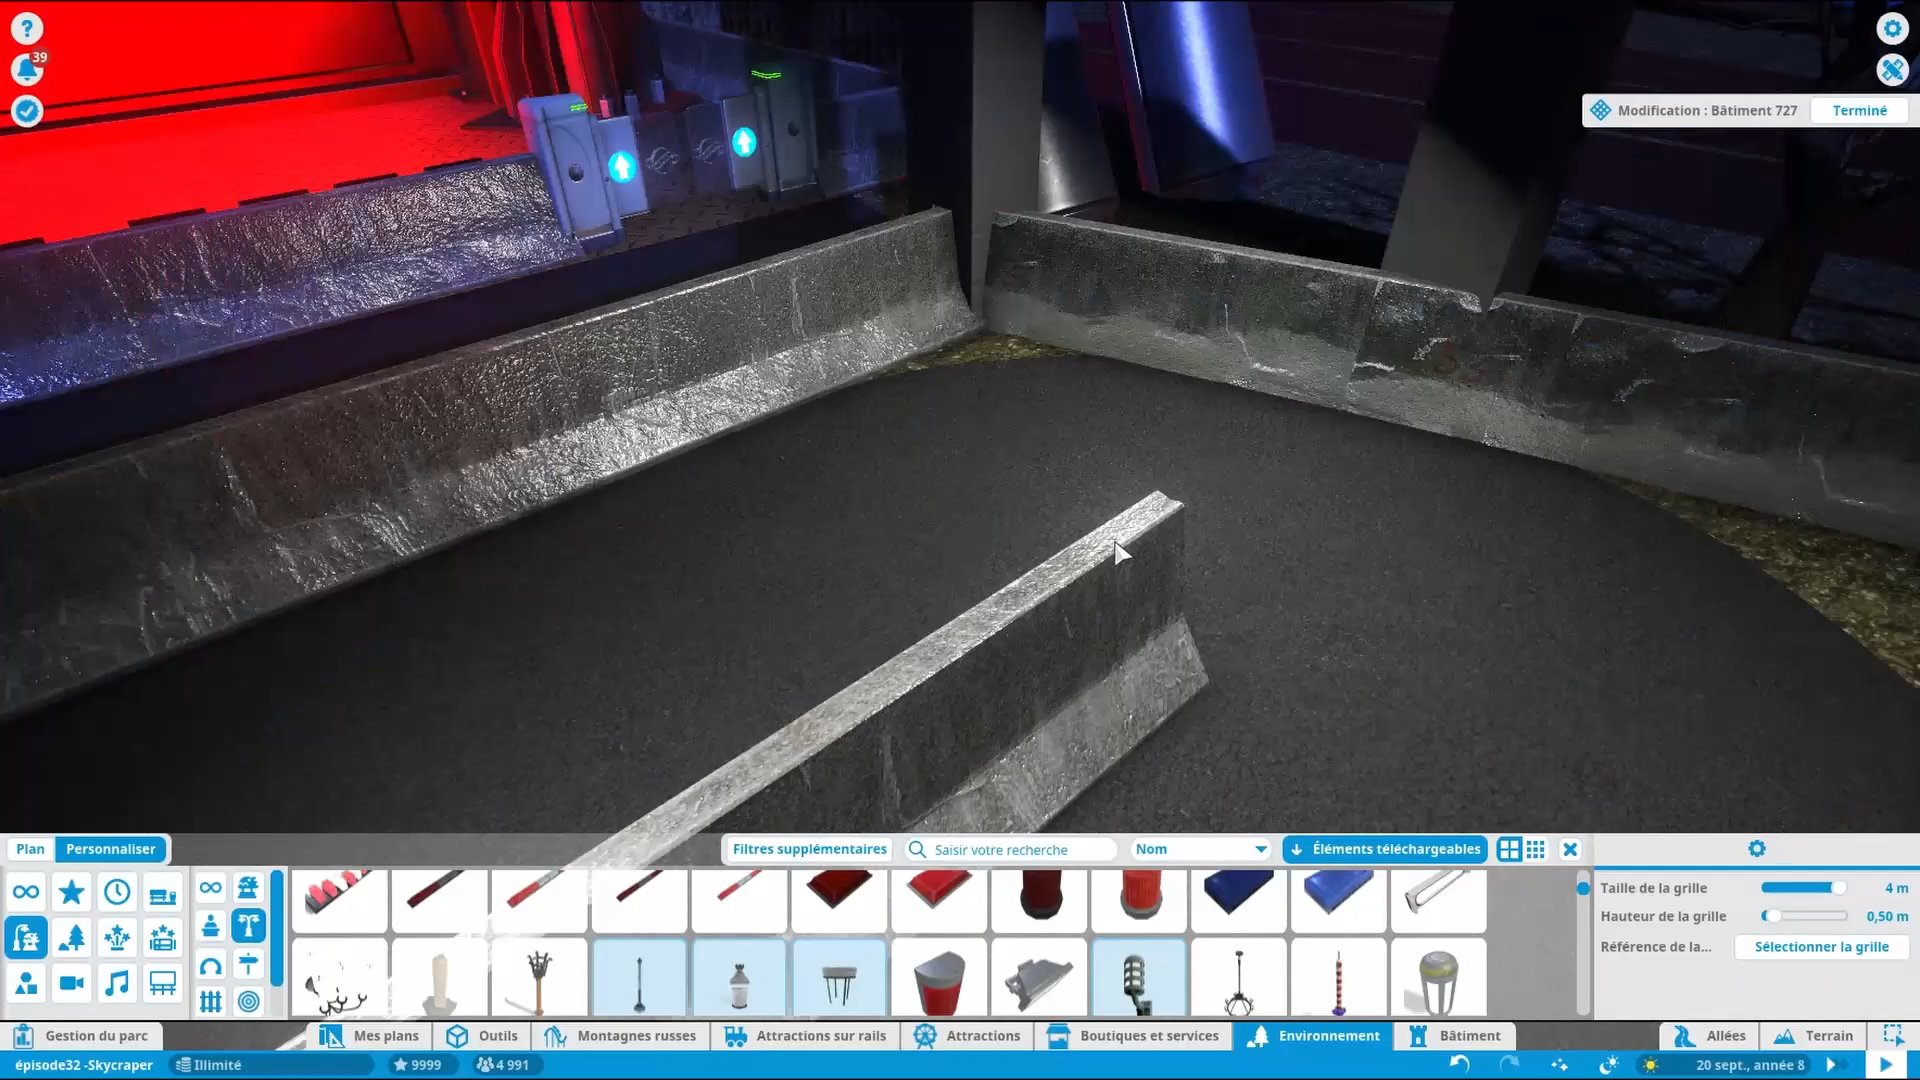 ?
39
Modification : Bâtiment 727
Terminé
Plan
Personnaliser
Filtres supplémentaires
Saisir votre recherche
Nom
Éléments téléchargeables
Taille de la grille
4 m
Hauteur de la grille
0,50 m
Référence de la...
Sélectionner la grille
Gestion du parc
Mes plans
Outils
Montagnes russes
Attractions sur rails
Attractions
Boutiques et services
Environnement
Bâtiment
Allées
Terrain
épisode32 -Skycraper
Illimité
9999
4 991
20 sept., année 8